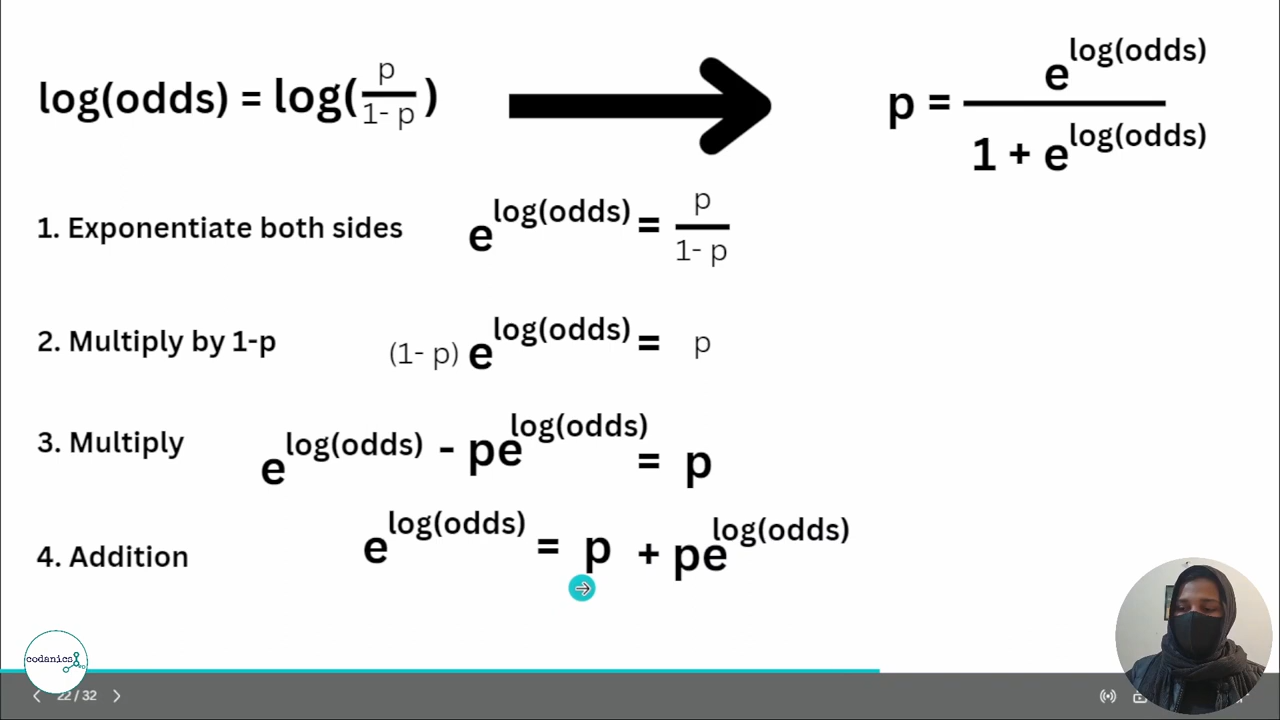 log(odds) = log(p/1- p)
p = e^log(odds) / 1 + e^log(odds)
1. Exponentiate both sides e^log(odds) = p/1- p
2. Multiply by 1-p (1- p) e^log(odds) = p
3. Multiply e^log(odds) - pe^log(odds) = p
4. Addition e^log(odds) = p + pe^log(odds)
codanics
22 / 32